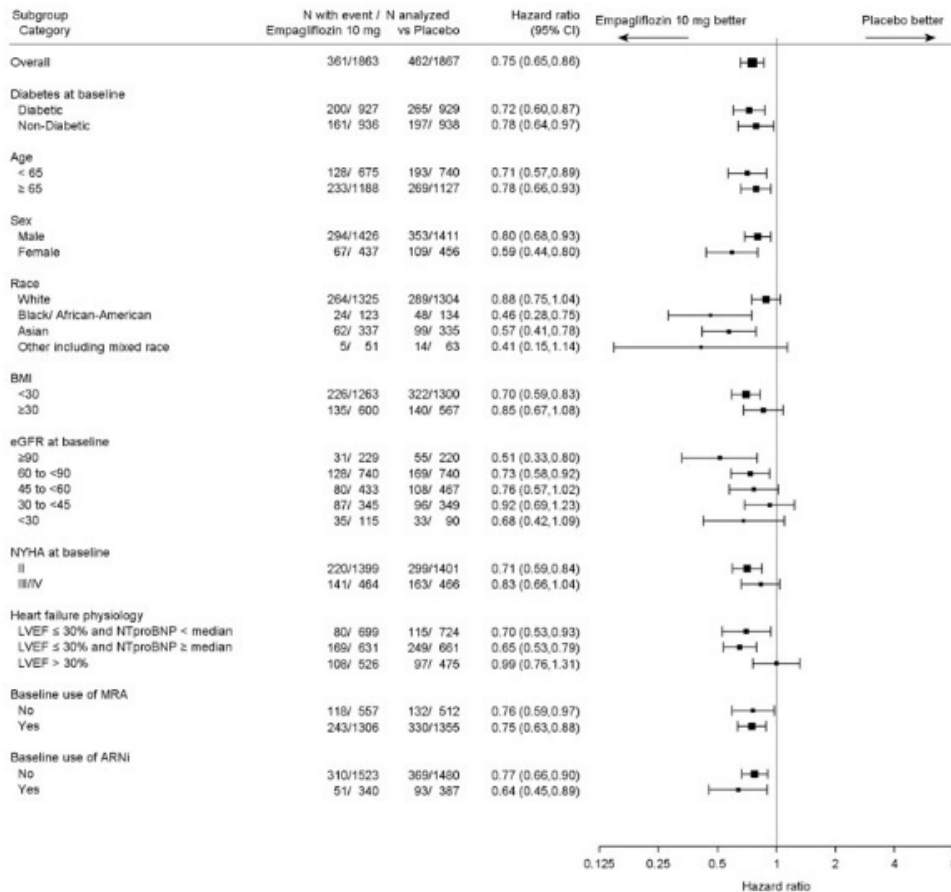 Subgroup N with event / N analyzed Hazard ratio Empagliflozin 10 mg better Placebo better
Category Empagliflozin 10 mg vs Placebo (95% CI)
Overall 361/1863 462/1867 0.75 (0.65,0.86)
Diabetes at baseline
Diabetic 200/ 927 265/ 929 0.72 (0.60,0.87)
Non-Diabetic 161/ 936 197/ 938 0.78 (0.64,0.97)
Age
< 65 128/ 675 193/ 740 0.71 (0.57,0.89)
≥ 65 233/1188 269/1127 0.78 (0.66,0.93)
Sex
Male 294/1426 353/1411 0.80 (0.68,0.93)
Female 67/ 437 109/ 456 0.59 (0.44,0.80)
Race
White 264/1325 289/1304 0.88 (0.75,1.04)
Black/ African-American 24/ 123 48/ 134 0.46 (0.28,0.75)
Asian 62/ 337 99/ 335 0.57 (0.41,0.78)
Other including mixed race 5/ 51 14/ 63 0.41 (0.15,1.14)
BMI
<30 226/1263 322/1300 0.70 (0.59,0.83)
≥30 135/ 600 140/ 567 0.85 (0.67,1.08)
eGFR at baseline
≥90 31/ 229 55/ 220 0.51 (0.33,0.80)
60 to <90 128/ 740 169/ 740 0.73 (0.58,0.92)
45 to <60 80/ 433 108/ 467 0.76 (0.57,1.02)
30 to <45 87/ 345 96/ 349 0.92 (0.69,1.23)
<30 35/ 115 33/ 90 0.68 (0.42,1.09)
NYHA at baseline
II 220/1399 299/1401 0.71 (0.59,0.84)
III/IV 141/ 464 163/ 466 0.83 (0.66,1.04)
Heart failure physiology
LVEF ≤ 30% and NTproBNP < median 80/ 699 115/ 724 0.70 (0.53,0.93)
LVEF ≤ 30% and NTproBNP ≥ median 169/ 631 249/ 661 0.65 (0.53,0.79)
LVEF > 30% 108/ 526 97/ 475 0.99 (0.76,1.31)
Baseline use of MRA
No 118/ 557 132/ 512 0.76 (0.59,0.97)
Yes 243/1306 330/1355 0.75 (0.63,0.88)
Baseline use of ARNi
No 310/1523 369/1480 0.77 (0.66,0.90)
Yes 51/ 340 93/ 387 0.64 (0.45,0.89)
0.125 0.25 0.5 1 2 4
Hazard ratio